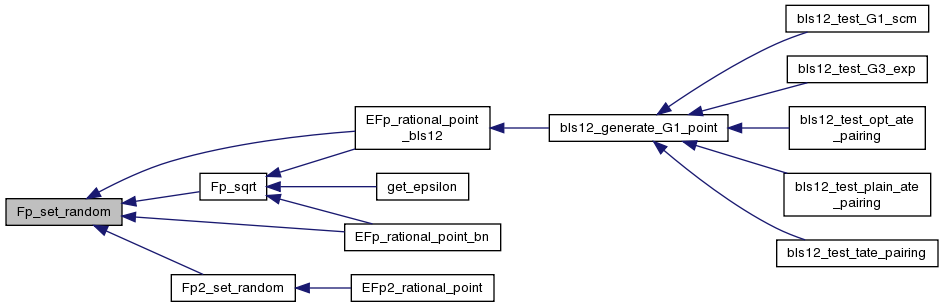 Fp_set_random
EFp_rational_point
_bls12
Fp_sqrt
get_epsilon
EFp_rational_point_bn
Fp2_set_random
EFp2_rational_point
bls12_generate_G1_point
bls12_test_G1_scm
bls12_test_G3_exp
bls12_test_opt_ate
_pairing
bls12_test_plain_ate
_pairing
bls12_test_tate_pairing